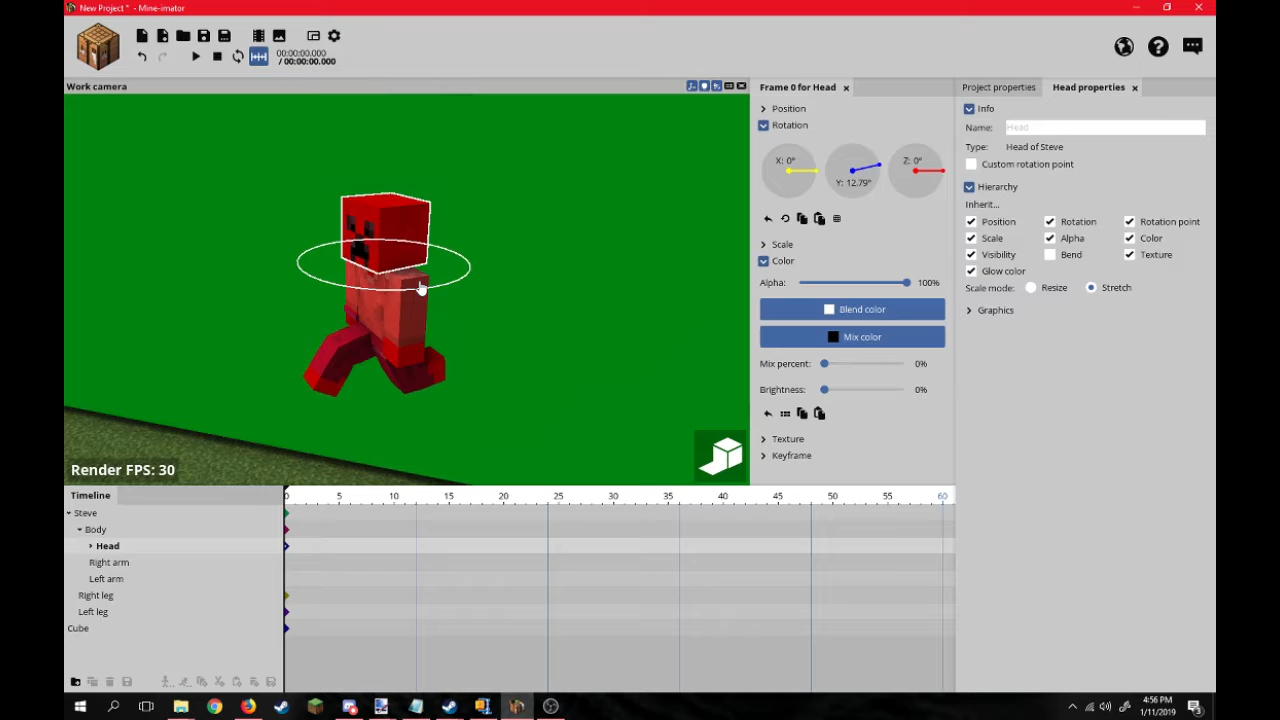 New Project * - Mine-imator
00:00:00.000
/ 00:00:00.000
Work camera
Render FPS: 30
Frame 0 for Head
Position
Rotation
X: 0°
Y: 12.79°
Z: 0°
Scale
Color
Alpha:
100%
Blend color
Mix color
Mix percent:
0%
Brightness:
0%
Texture
Keyframe
Project properties
Head properties
Info
Name:
Head
Type:
Head of Steve
Custom rotation point
Hierarchy
Inherit...
Position
Rotation
Rotation point
Scale
Alpha
Color
Visibility
Bend
Texture
Glow color
Scale mode:
Resize
Stretch
Graphics
Timeline
0 5 10 15 20 25 30 35 40 45 50 55 60
Steve
Body
Head
Right arm
Left arm
Right leg
Left leg
Cube
4:56 PM
1/11/2019